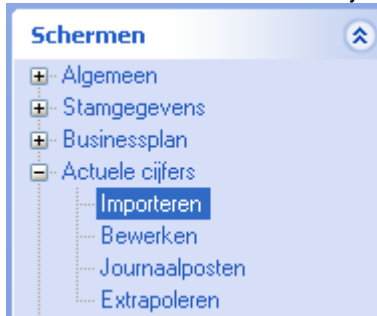 Schermen
Algemeen
Stamgegevens
Businessplan
Actuele cijfers
Importeren
Bewerken
Journaalposten
Extrapoleren